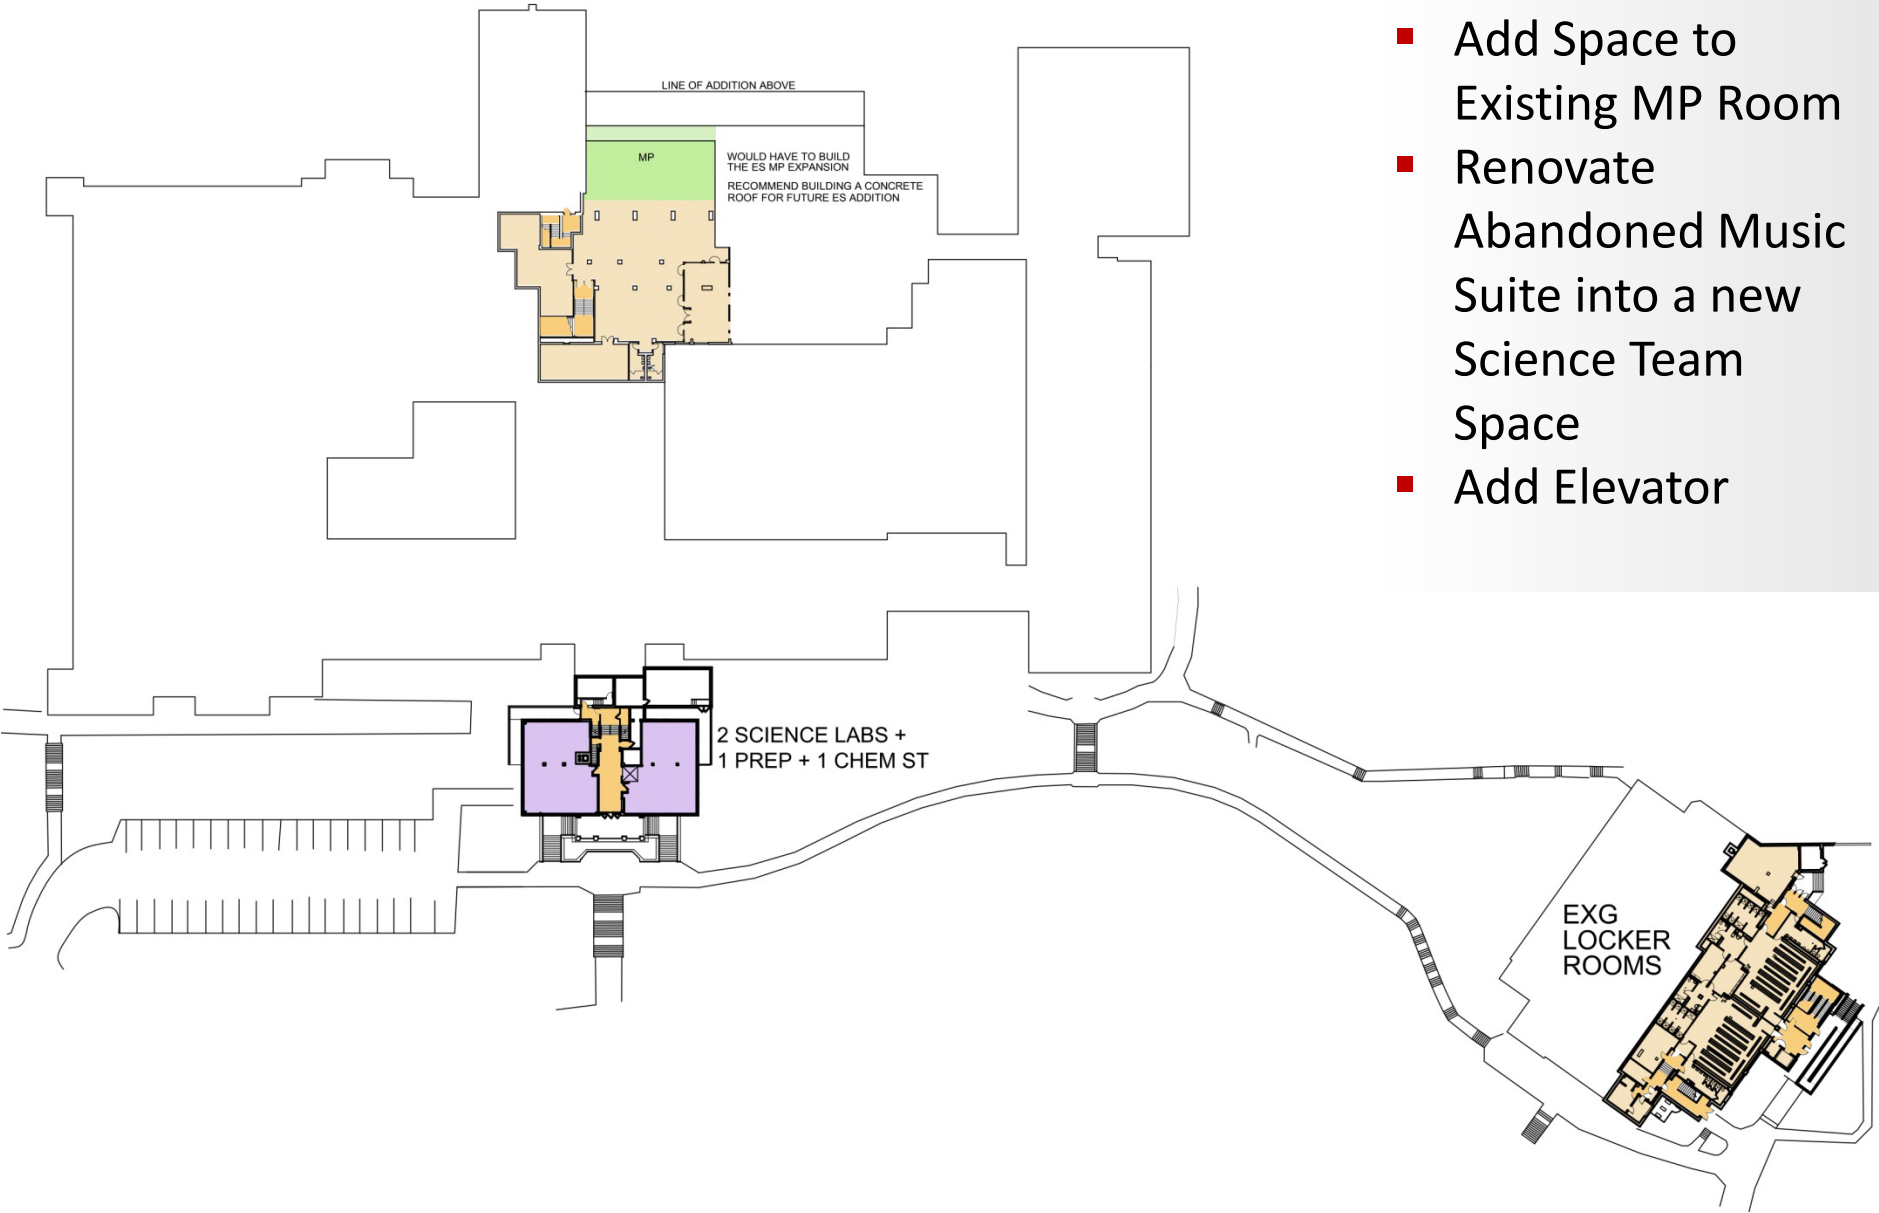 ▪ Add Space to
Existing MP Room
▪ Renovate
Abandoned Music
Suite into a new
Science Team
Space
▪ Add Elevator
LINE OF ADDITION ABOVE
MP
WOULD HAVE TO BUILD
THE ES MP EXPANSION
RECOMMEND BUILDING A CONCRETE
ROOF FOR FUTURE ES ADDITION
2 SCIENCE LABS +
1 PREP + 1 CHEM ST
EXG
LOCKER
ROOMS